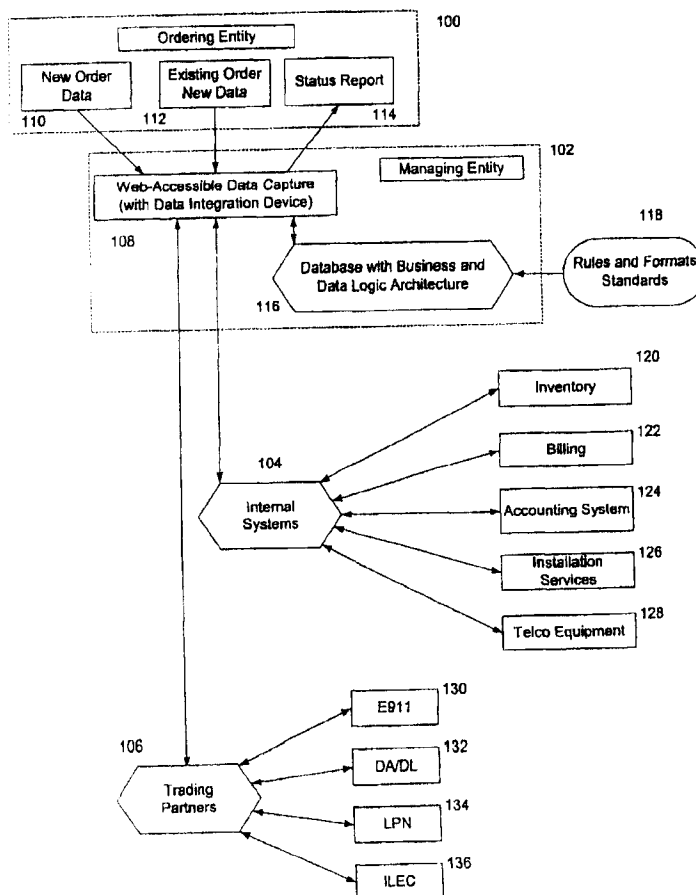 100
Ordering Entity
New Order
Data
Existing Order
New Data
Status Report
110
112
114
102
Managing Entity
Web-Accessible Data Capture
(with Data Integration Device)
108
118
Database with Business and
Data Logic Architecture
116
Rules and Formats
Standards
120
Inventory
122
Billing
104
Internal
Systems
124
Accounting System
126
Installation
Services
128
Telco Equipment
130
E911
106
132
DA/DL
Trading
Partners
134
LPN
136
ILEC